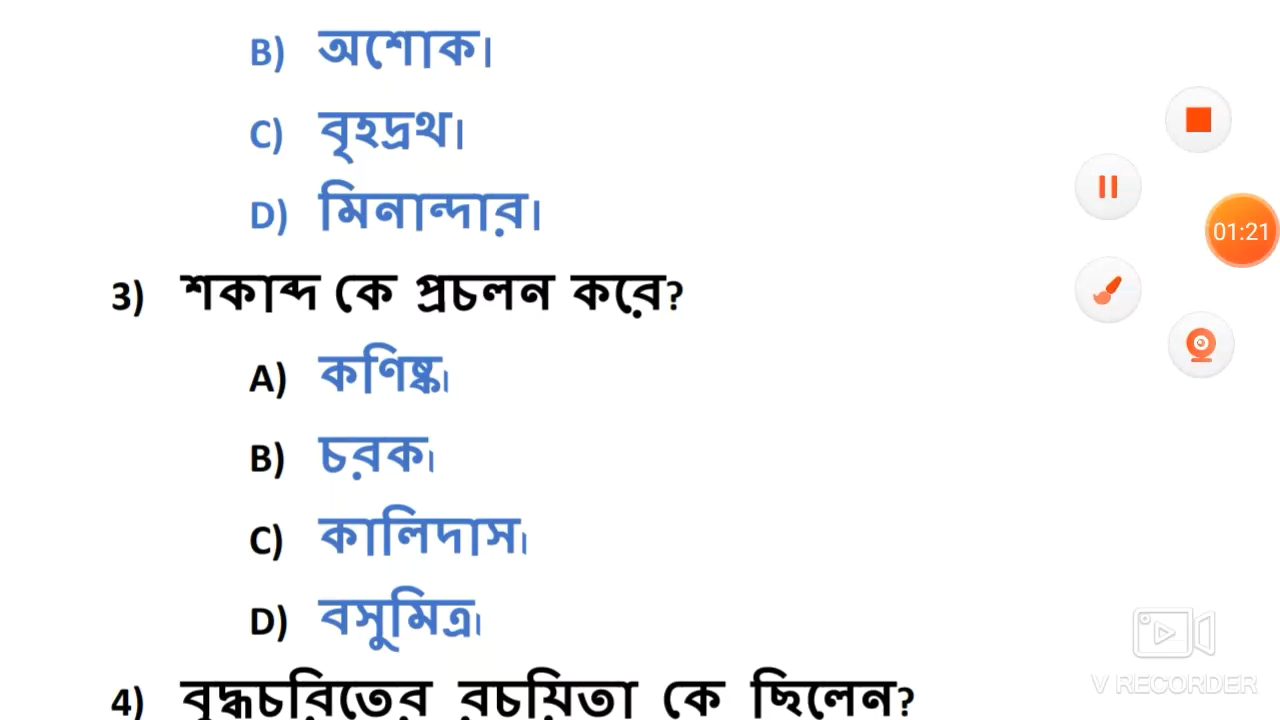 B) অশোক।
C) বৃহদ্রথ।
D) মিনান্দার।
01:21
3) শকাব্দ কে প্রচলন করে?
A) কণিষ্ক।
B) চরক।
C) কালিদাস।
D) বসুমিত্র।
V RECORDER
4) বুদ্ধচরিতের রচয়িতা কে ছিলেন?